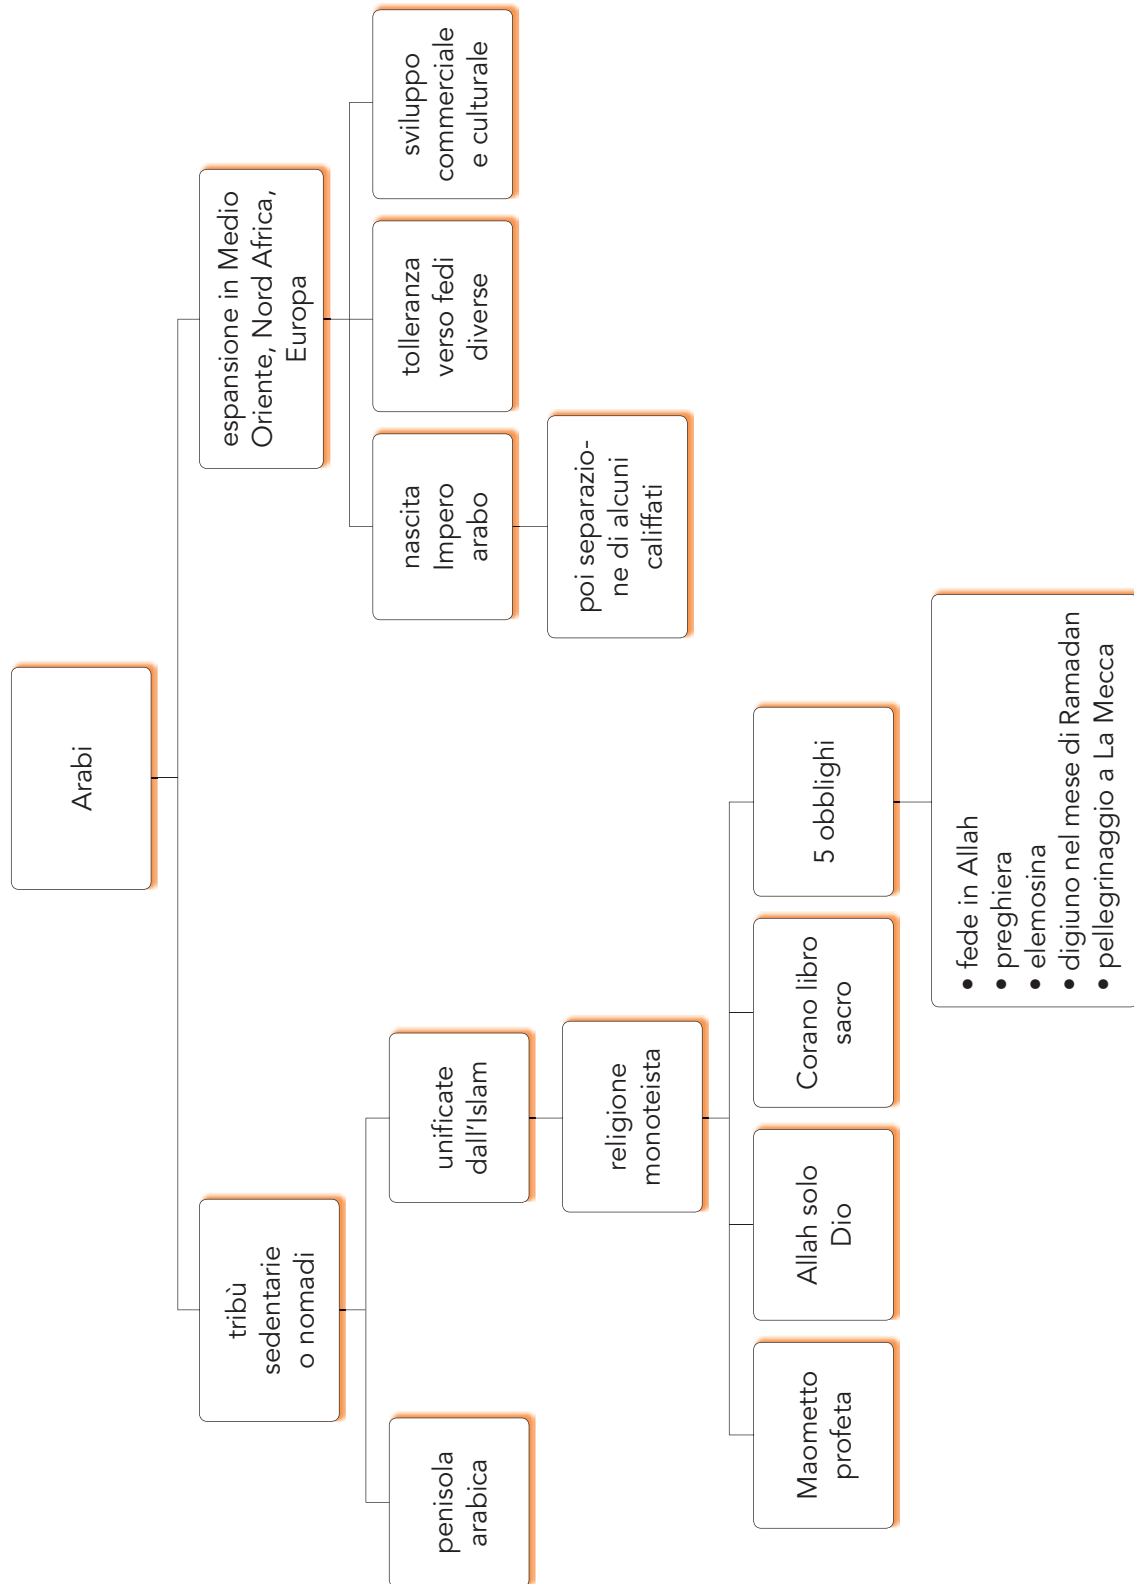 Arabi
tribù
sedentarie
o nomadi
espansione in Medio
Oriente, Nord Africa,
Europa
penisola
arabica
unificate
dall'Islam
religione
monoteista
Maometto
profeta
Allah solo
Dio
Corano libro
sacro
5 obblighi
• fede in Allah
• preghiera
• elemosina
• digiuno nel mese di Ramadan
• pellegrinaggio a La Mecca
nascita
Impero
arabo
poi separazio-
ne di alcuni
califfati
tolleranza
verso fedi
diverse
sviluppo
commerciale
e culturale